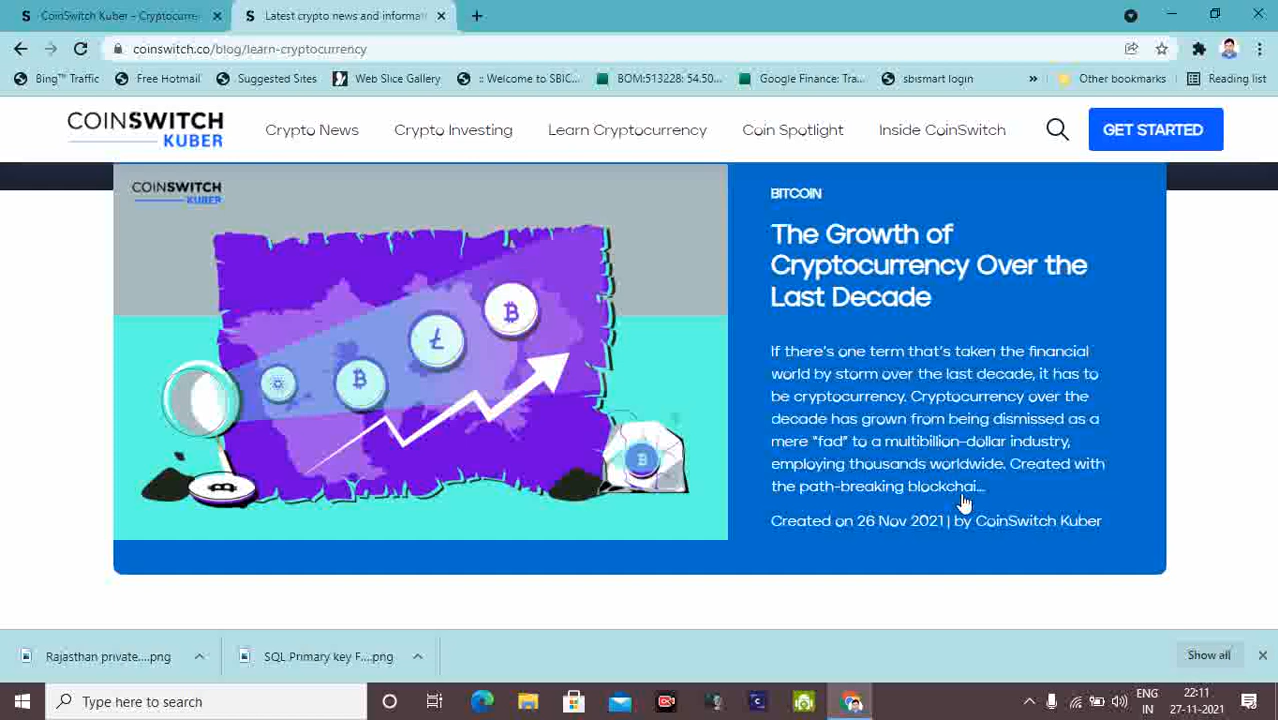 CoinSwitch Kuber - Cryptocurre
Latest crypto news and informat
coinswitch.co/blog/learn-cryptocurrency
Bing™ Traffic
Free Hotmail
Suggested Sites
Web Slice Gallery
:: Welcome to SBIC...
BOM:513228: 54.50...
Google Finance: Tra...
sbismart login
»
Other bookmarks
Reading list
COINSWITCH
KUBER
Crypto News
Crypto Investing
Learn Cryptocurrency
Coin Spotlight
Inside CoinSwitch
GET STARTED
COINSWITCH
KUBER
BITCOIN
The Growth of
Cryptocurrency Over the
Last Decade
If there's one term that's taken the financial
world by storm over the last decade, it has to
be cryptocurrency. Cryptocurrency over the
decade has grown from being dismissed as a
mere "fad" to a multibillion-dollar industry,
employing thousands worldwide. Created with
the path-breaking blockchai...
Created on 26 Nov 2021 | by CoinSwitch Kuber
Rajasthan private....png
SQL Primary key F....png
Show all
Type here to search
ENG
IN
22:11
27-11-2021